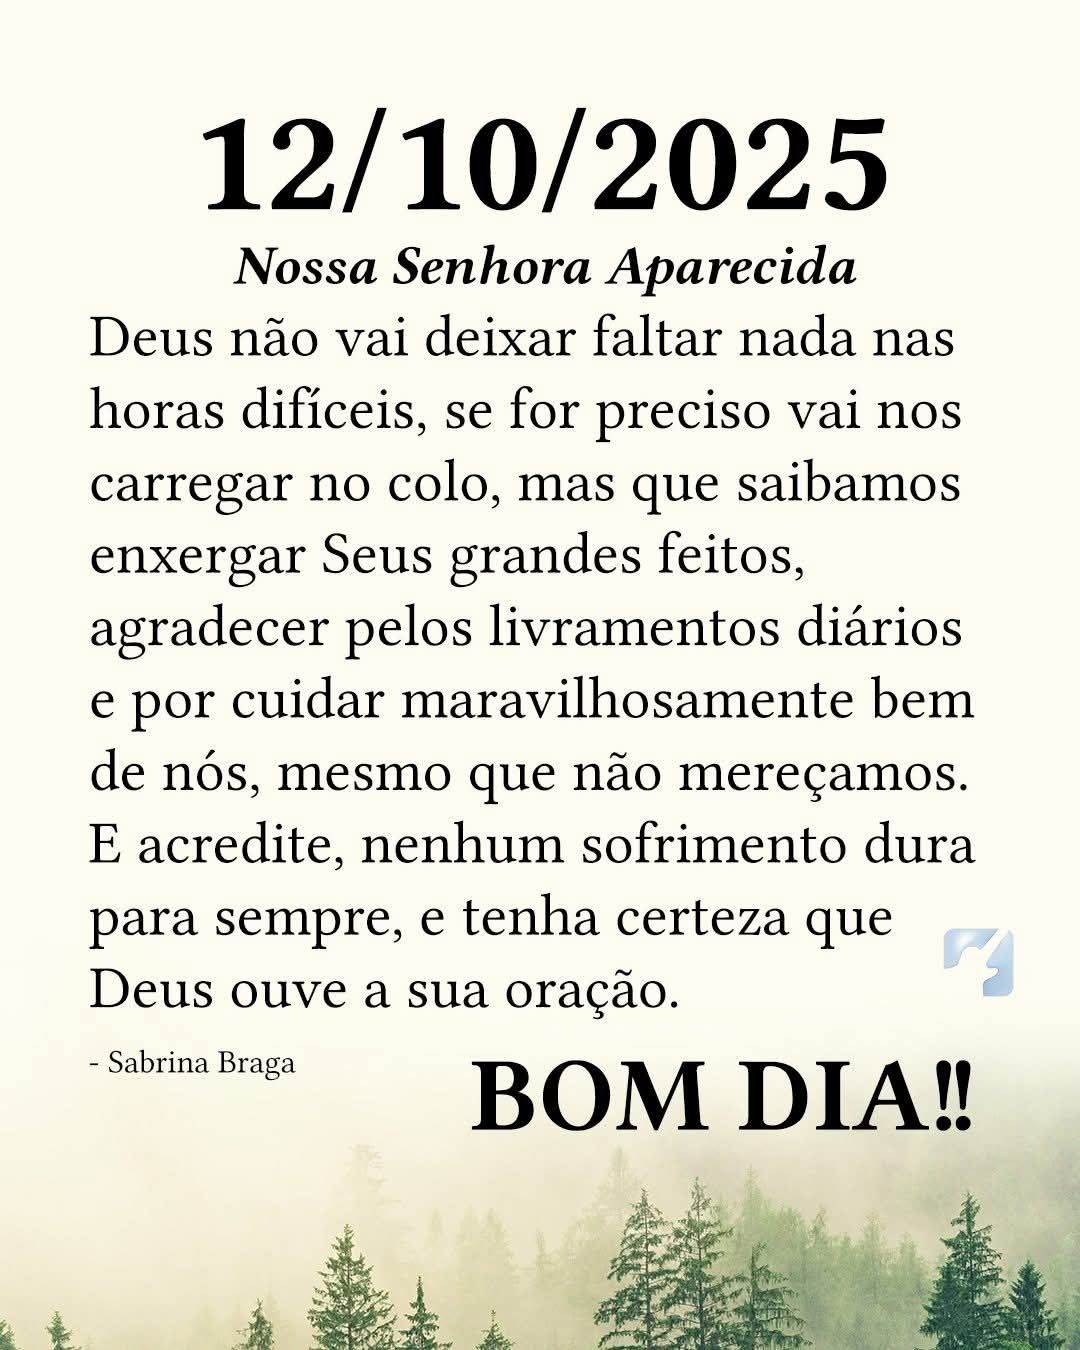 12/10/2025
Nossa Senhora Aparecida
Deus não vai deixar faltar nada nas
horas difíceis, se for preciso vai nos
carregar no colo, mas que saibamos
enxergar Seus grandes feitos,
agradecer pelos livramentos diários
e por cuidar maravilhosamente bem
de nós, mesmo que não mereçamos.
E acredite, nenhum sofrimento dura
para sempre, e tenha certeza que
Deus ouve a sua oração.
- Sabrina Braga
BOM DIA!!